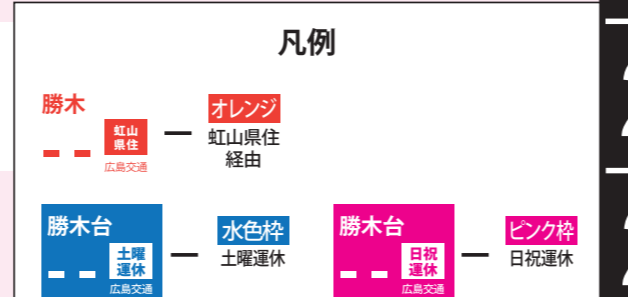 凡例
勝木
虹山
県住
広島交通
オレンジ
虹山県住
経由
勝木台
土曜
運休
広島交通
水色枠
土曜運休
勝木台
日祝
運休
広島交通
ピンク枠
日祝運休